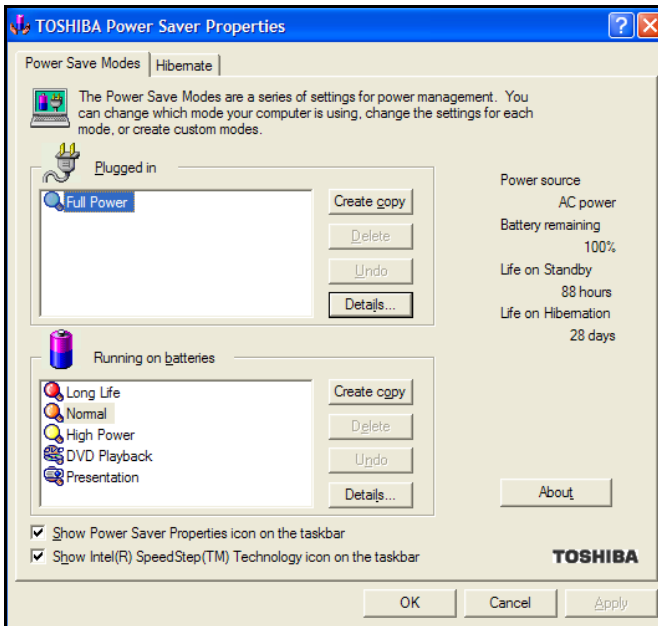 TOSHIBA Power Saver Properties
Power Save Modes
Hibernate
The Power Save Modes are a series of settings for power management. You
can change which mode your computer is using, change the settings for each
mode, or create custom modes.
Plugged in
Full Power
Create copy
Delete
Undo
Details...
Power source
AC power
Battery remaining
100%
Life on Standby
88 hours
Life on Hibernation
28 days
Running on batteries
Long Life
Normal
High Power
DVD Playback
Presentation
Create copy
Delete
Undo
Details...
About
Show Power Saver Properties icon on the taskbar
Show Intel(R) SpeedStep(TM) Technology icon on the taskbar
TOSHIBA
OK
Cancel
Apply